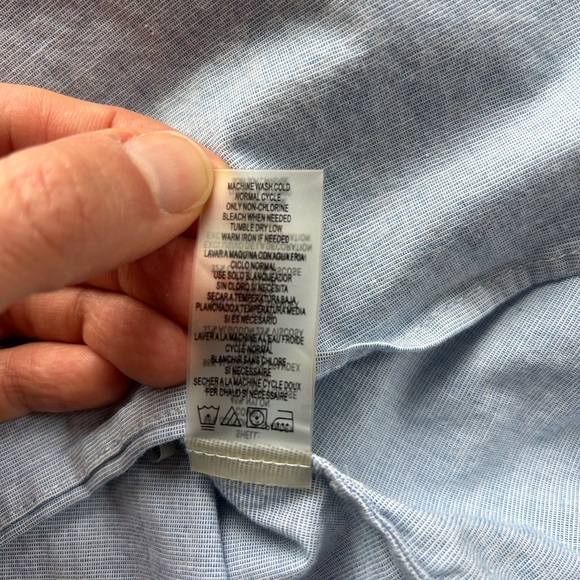 MACHINE WASH COLD
NORMAL CYCLE
ONLY NON-CHLORINE
BLEACH WHEN NEEDED
TUMBLE DRY LOW
WARM IRON IF NEEDED
LAVAR A MAQUINA CON AGUA FRIA
CICLO NORMAL
USE SOLO BLANQUEADOR
SIN CLORO SI NECESITA
SECAR A TEMPERATURA BAJA
PLANCHADO A TEMPERATURA MEDIA
SI ES NECESARIO
LAVER A LA MACHINE A L'EAU FROIDE
CYCLE NORMAL
BLANCHIR SANS CHLORE
SI NECESSAIRE
SECHER A LA MACHINE CYCLE DOUX
FER CHAUD SI NECESSAIRE
SHELL: